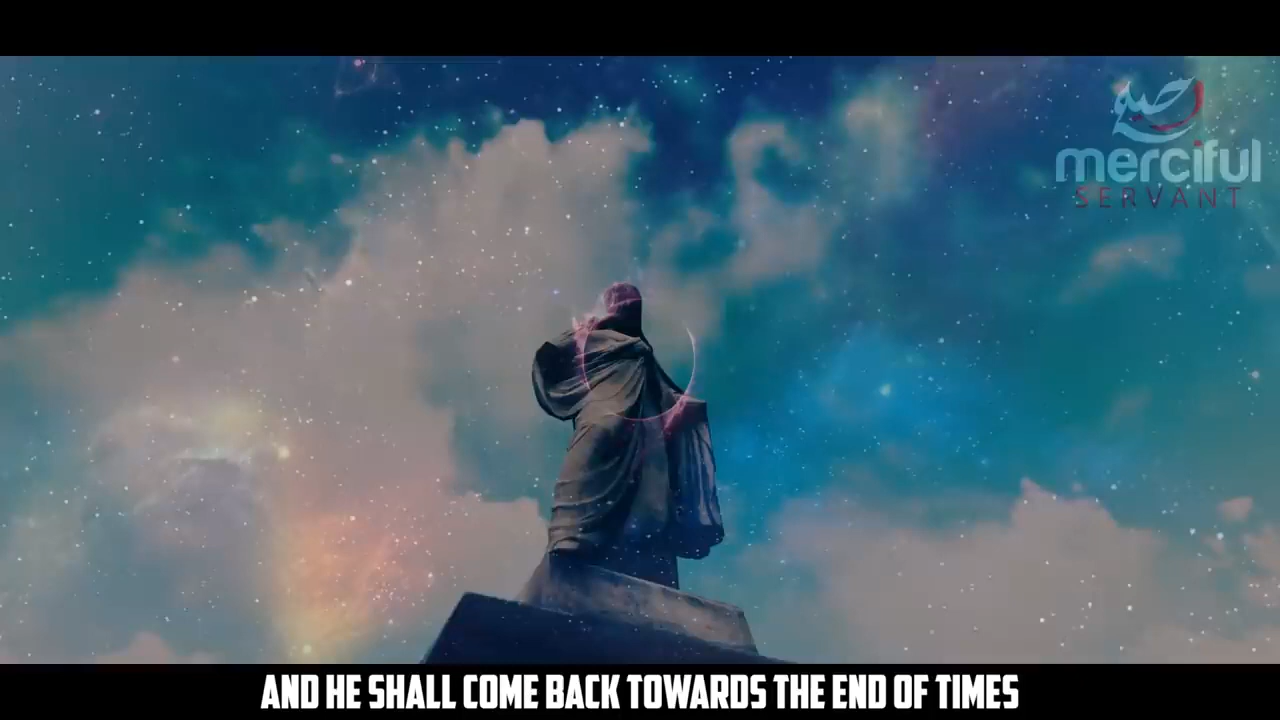 merciful
SERVANT
AND HE SHALL COME BACK TOWARDS THE END OF TIMES